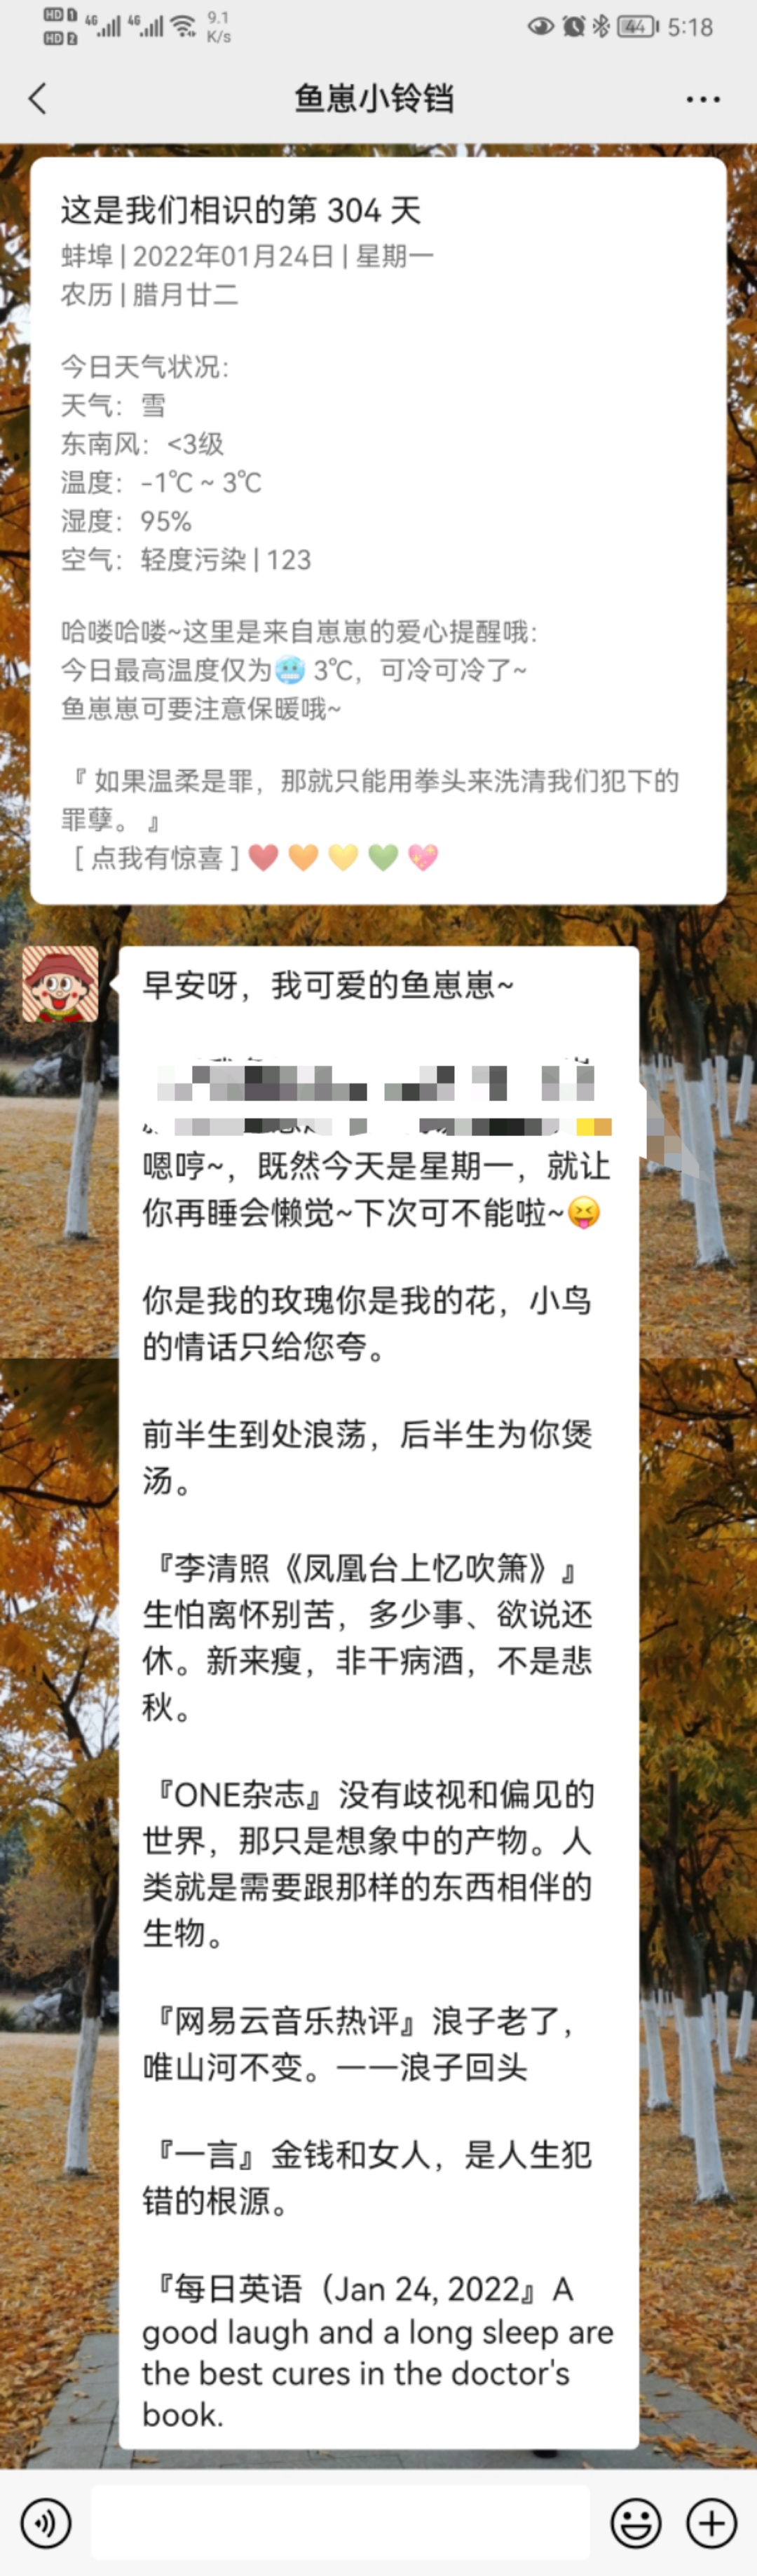 HD 1 4G 4G 9.1 K/s 44 5:18
HD 2
鱼崽小铃铛
这是我们相识的第 304 天
蚌埠 | 2022年01月24日 | 星期一
农历 | 腊月廿二
今日天气状况：
天气：雪
东南风：<3级
温度：-1℃ ~ 3℃
湿度：95%
空气：轻度污染 | 123
哈喽哈喽~这里是来自崽崽的爱心提醒哦：
今日最高温度仅为🥶 3℃，可冷可冷了~
鱼崽崽可要注意保暖哦~
『 如果温柔是罪，那就只能用拳头来洗清我们犯下的
罪孽。 』
[ 点我有惊喜 ] ❤️ 🧡 💛 💚 💖
早安呀，我可爱的鱼崽崽~
嗯哼~，既然今天是星期一，就让
你再睡会懒觉~下次可不能啦~😝
你是我的玫瑰你是我的花，小鸟
的情话只给您夸。
前半生到处浪荡，后半生为你煲
汤。
『李清照《凤凰台上忆吹箫》』
生怕离怀别苦，多少事、欲说还
休。新来瘦，非干病酒，不是悲
秋。
『ONE杂志』没有歧视和偏见的
世界，那只是想象中的产物。人
类就是需要跟那样的东西相伴的
生物。
『网易云音乐热评』浪子老了，
唯山河不变。一一浪子回头
『一言』金钱和女人，是人生犯
错的根源。
『每日英语（Jan 24, 2022』A
good laugh and a long sleep are
the best cures in the doctor's
book.